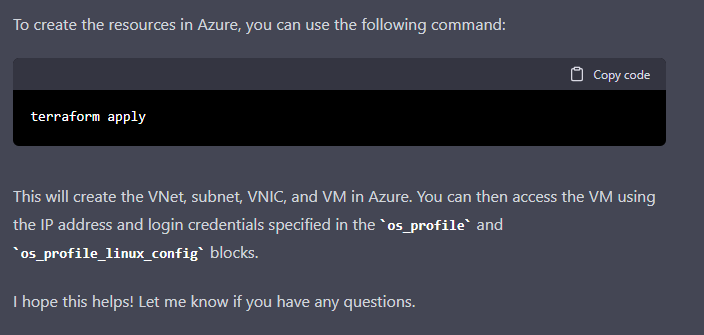 To create the resources in Azure, you can use the following command:
Copy code
terraform apply
This will create the VNet, subnet, VNIC, and VM in Azure. You can then access the VM using
the IP address and login credentials specified in the `os_profile` and
`os_profile_linux_config` blocks.
I hope this helps! Let me know if you have any questions.